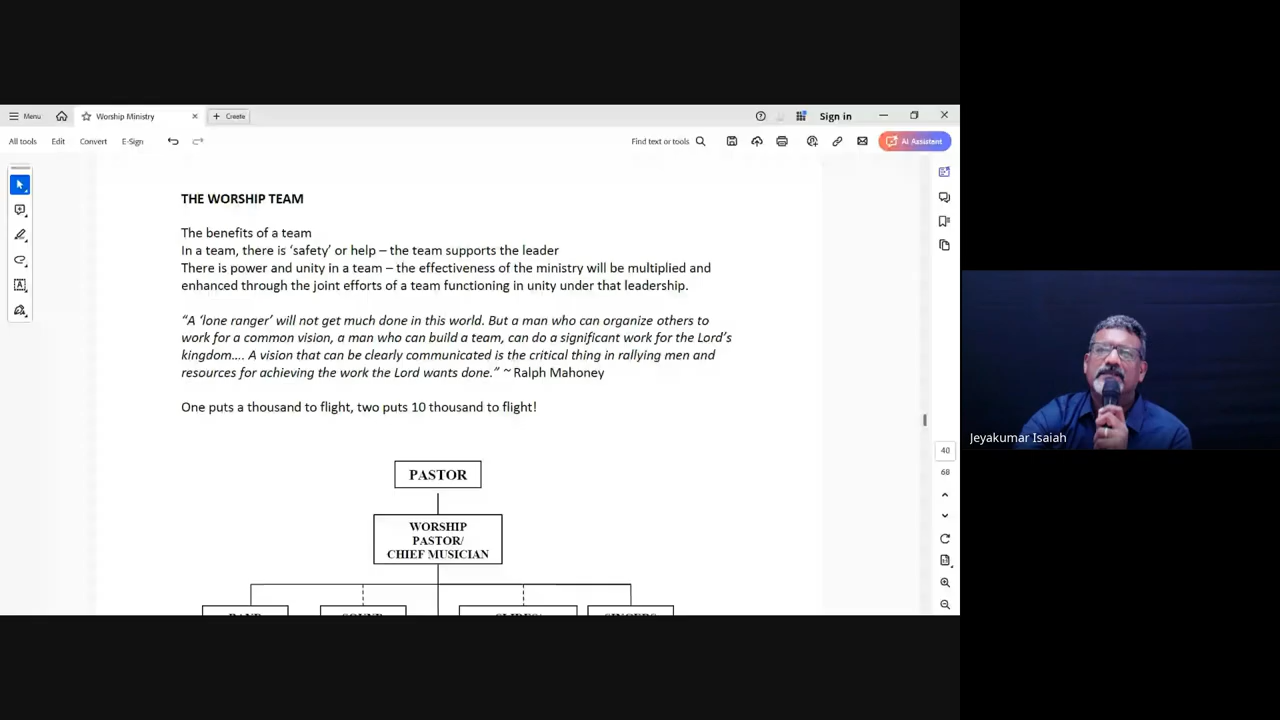 Menu
Worship Ministry
Create
Sign in
All tools
Edit
Convert
E-Sign
Find text or tools
AI Assistant
THE WORSHIP TEAM
The benefits of a team
In a team, there is ‘safety’ or help – the team supports the leader
There is power and unity in a team – the effectiveness of the ministry will be multiplied and
enhanced through the joint efforts of a team functioning in unity under that leadership.
“A ‘lone ranger’ will not get much done in this world. But a man who can organize others to
work for a common vision, a man who can build a team, can do a significant work for the Lord’s
kingdom…. A vision that can be clearly communicated is the critical thing in rallying men and
resources for achieving the work the Lord wants done.” ~ Ralph Mahoney
One puts a thousand to flight, two puts 10 thousand to flight!
PASTOR
WORSHIP
PASTOR/
CHIEF MUSICIAN
40
68
Jeyakumar Isaiah